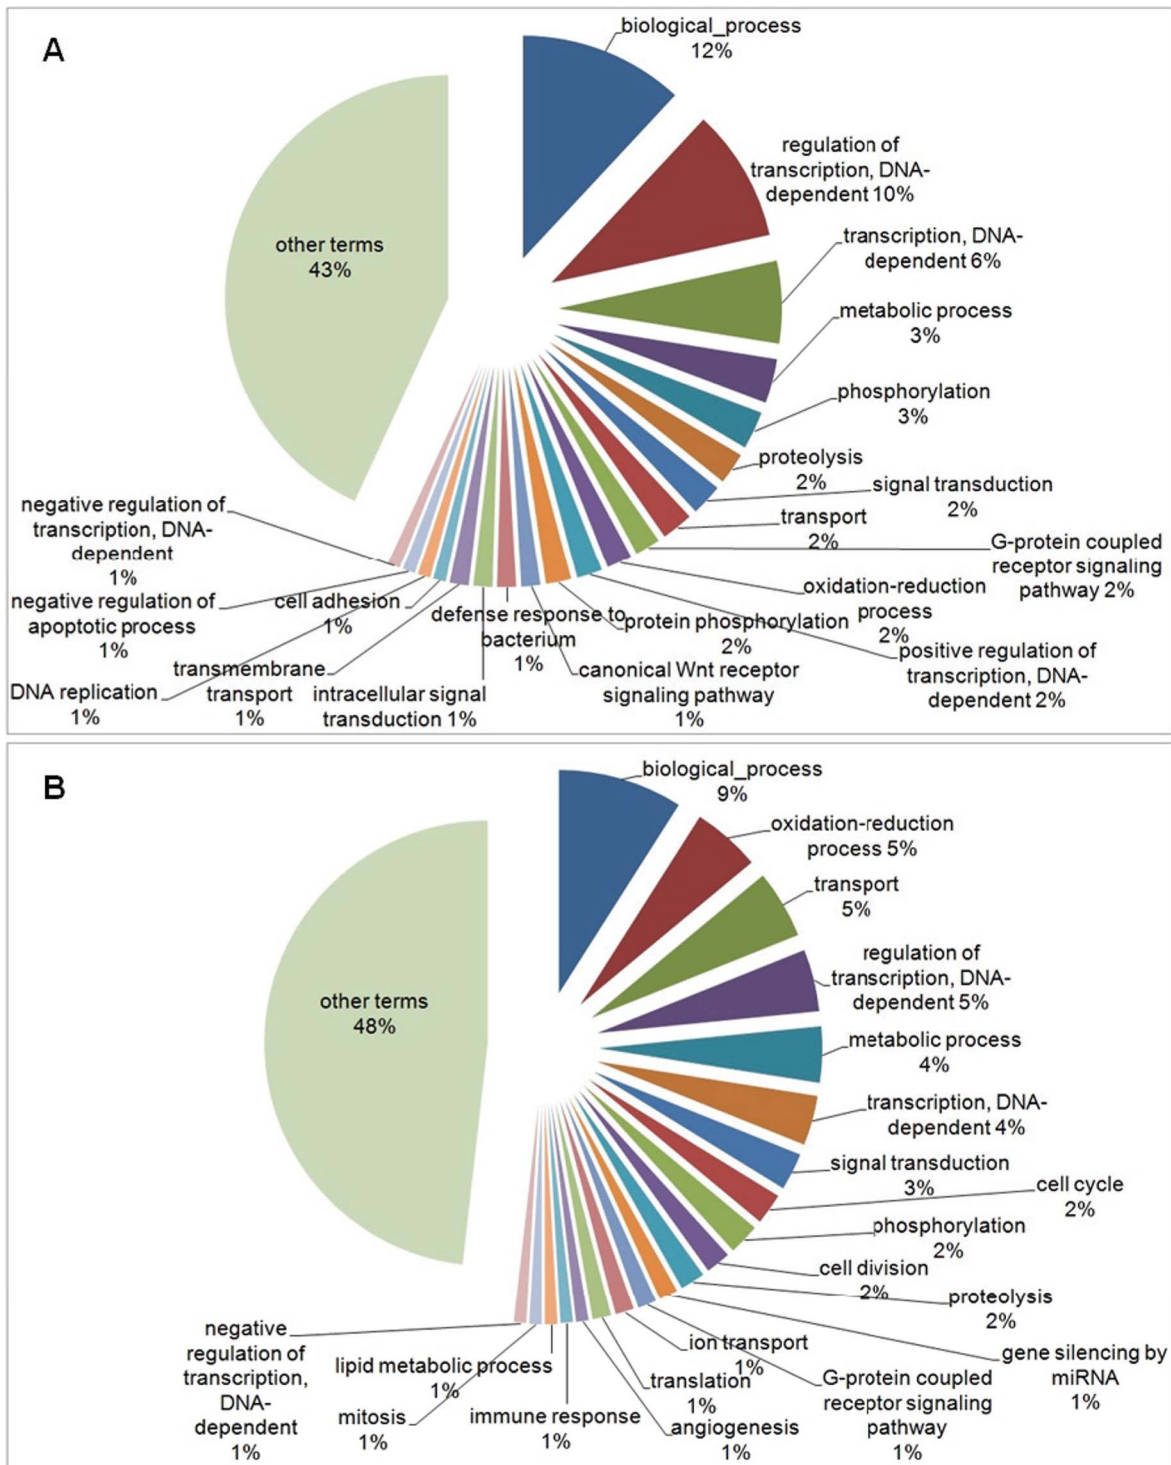 A
biological_process
12%
regulation of
transcription, DNA-
dependent 10%
transcription, DNA-
dependent 6%
other terms
43%
metabolic process
3%
phosphorylation
3%
proteolysis
2%
signal transduction
2%
transport
2%
G-protein coupled
receptor signaling
pathway 2%
oxidation-reduction
process
2%
positive regulation of
transcription, DNA-
dependent 2%
protein phosphorylation
2%
canonical Wnt receptor
signaling pathway
1%
defense response to
bacterium
1%
intracellular signal
transduction 1%
transmembrane
transport
1%
cell adhesion
1%
DNA replication
1%
negative regulation of
apoptotic process
1%
negative regulation of
transcription, DNA-
dependent
1%
B
biological_process
9%
oxidation-reduction
process 5%
transport
5%
regulation of
transcription, DNA-
dependent 5%
other terms
48%
metabolic process
4%
transcription, DNA-
dependent 4%
signal transduction
3%
cell cycle
2%
phosphorylation
2%
cell division
2%
proteolysis
2%
gene silencing by
miRNA
1%
G-protein coupled
receptor signaling
pathway
1%
ion transport
1%
translation
1%
angiogenesis
1%
immune response
1%
lipid metabolic process
1%
mitosis
1%
negative
regulation of
transcription,
DNA-
dependent
1%